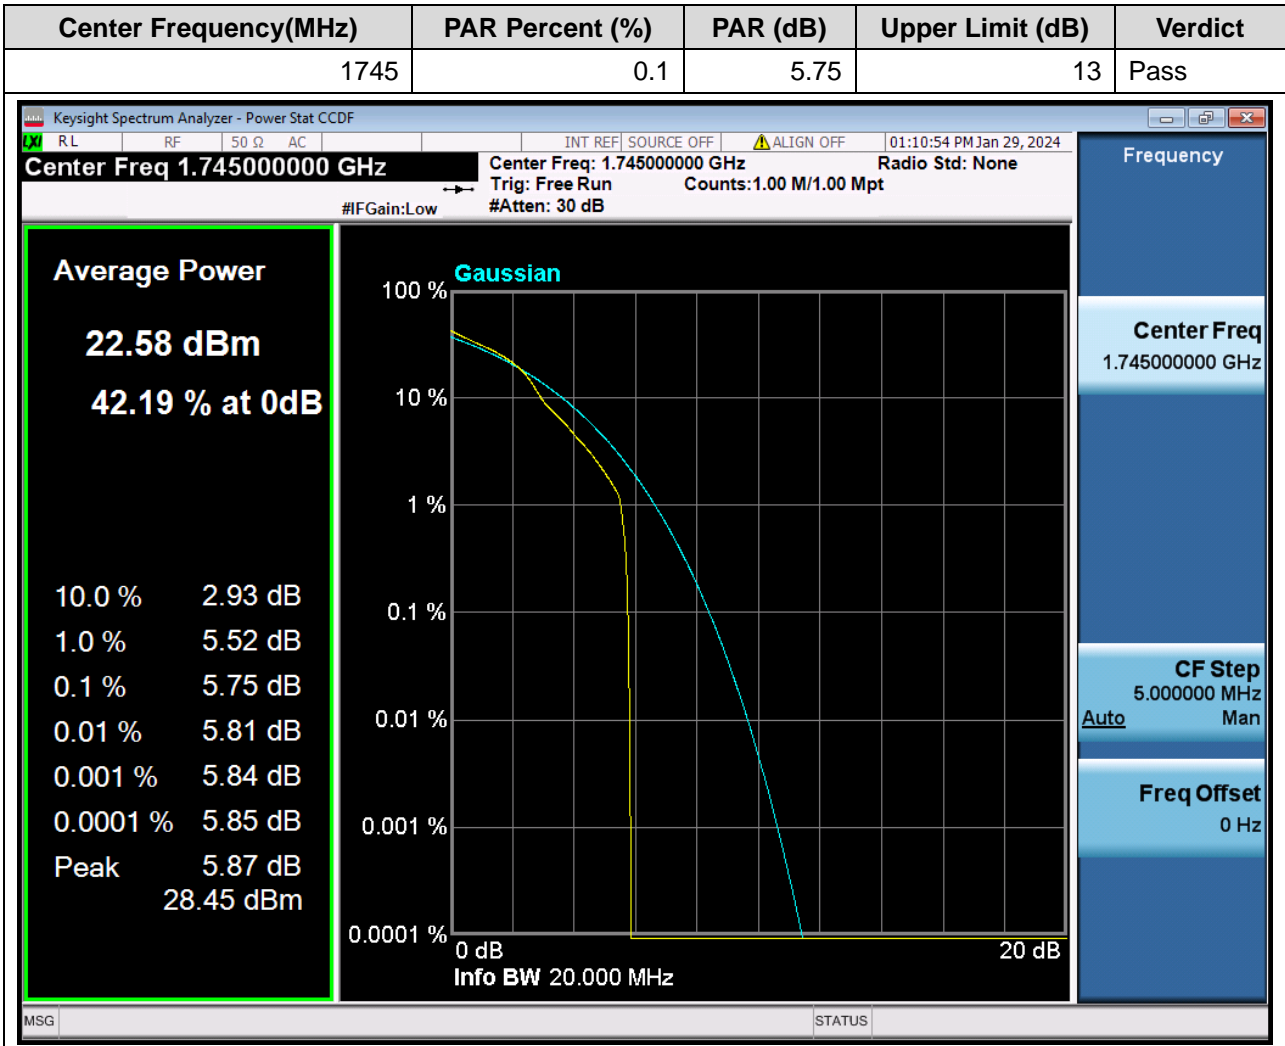 Center Frequency(MHz) PAR Percent (%) PAR (dB) Upper Limit (dB) Verdict
1745 0.1 5.75 13 Pass
Keysight Spectrum Analyzer - Power Stat CCDF
LXI RL RF 50 Ω AC INT REF SOURCE OFF ALIGN OFF 01:10:54 PM Jan 29, 2024
Center Freq 1.745000000 GHz
Center Freq: 1.745000000 GHz Radio Std: None
Trig: Free Run Counts:1.00 M/1.00 Mpt
#IFGain:Low #Atten: 30 dB
Frequency
Average Power
22.58 dBm
42.19 % at 0dB
10.0 % 2.93 dB
1.0 % 5.52 dB
0.1 % 5.75 dB
0.01 % 5.81 dB
0.001 % 5.84 dB
0.0001 % 5.85 dB
Peak 5.87 dB
28.45 dBm
Gaussian
100 %
10 %
1 %
0.1 %
0.01 %
0.001 %
0.0001 %
0 dB 20 dB
Info BW 20.000 MHz
Center Freq
1.745000000 GHz
CF Step
5.000000 MHz
Auto Man
Freq Offset
0 Hz
MSG STATUS